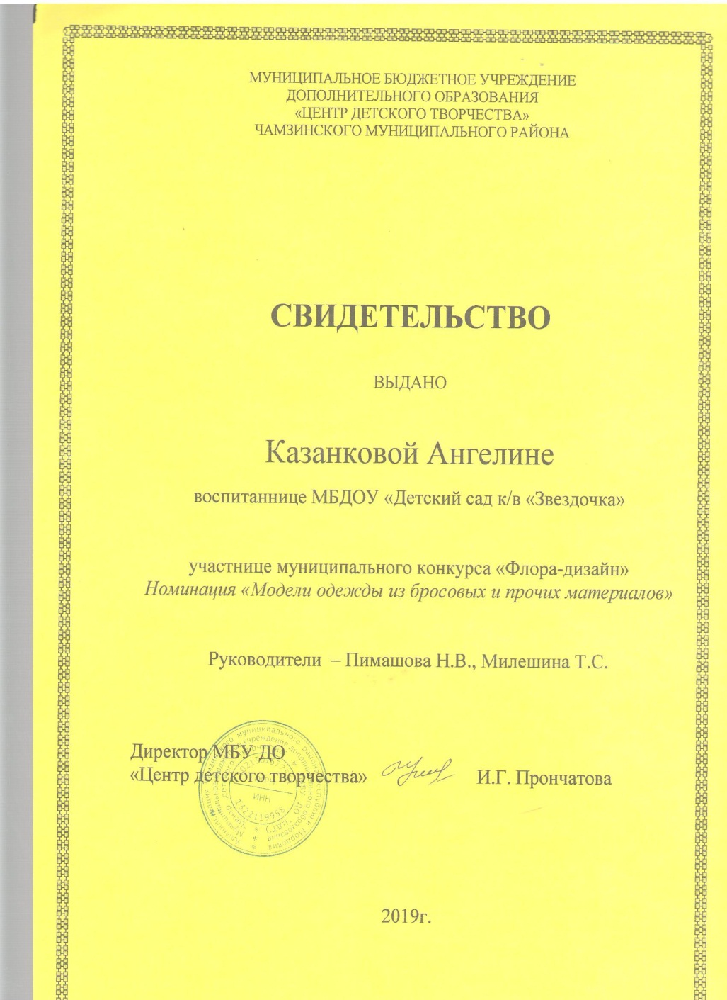 МУНИЦИПАЛЬНОЕ БЮДЖЕТНОЕ УЧРЕЖДЕНИЕ
ДОПОЛНИТЕЛЬНОГО ОБРАЗОВАНИЯ
«ЦЕНТР ДЕТСКОГО ТВОРЧЕСТВА»
ЧАМЗИНСКОГО МУНИЦИПАЛЬНОГО РАЙОНА
СВИДЕТЕЛЬСТВО
ВЫДАНО
Казанковой Ангелине
воспитаннице МБДОУ «Детский сад к/в «Звездочка»
участнице муниципального конкурса «Флора-дизайн»
Номинация «Модели одежды из бросовых и прочих материалов»
Руководители – Пимашова Н.В., Милешина Т.С.
Директор МБУ ДО
«Центр детского творчества» И.Г. Прончатова
ИНН
1322119958
2019г.